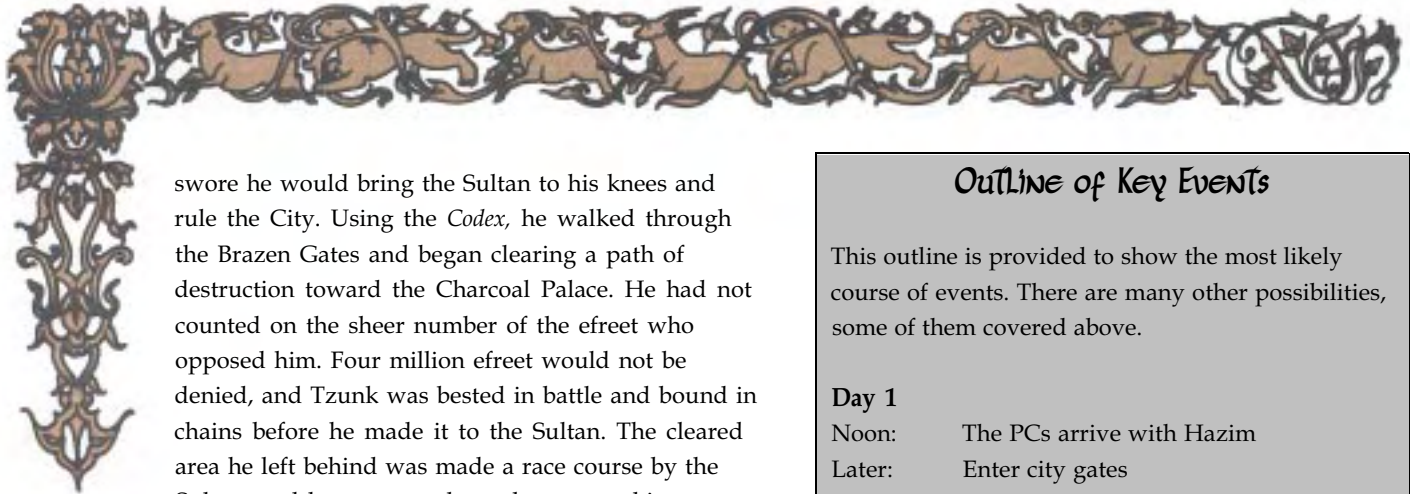 swore he would bring the Sultan to his knees and
rule the City. Using the Codex, he walked through
the Brazen Gates and began clearing a path of
destruction toward the Charcoal Palace. He had not
counted on the sheer number of the efreet who
opposed him. Four million efreet would not be
denied, and Tzunk was bested in battle and bound in
chains before he made it to the Sultan. The cleared
area he left behind was made a race course by the
Outline of Key Events
This outline is provided to show the most likely
course of events. There are many other possibilities,
some of them covered above.
Day 1
Noon: The PCs arrive with Hazim
Later: Enter city gates